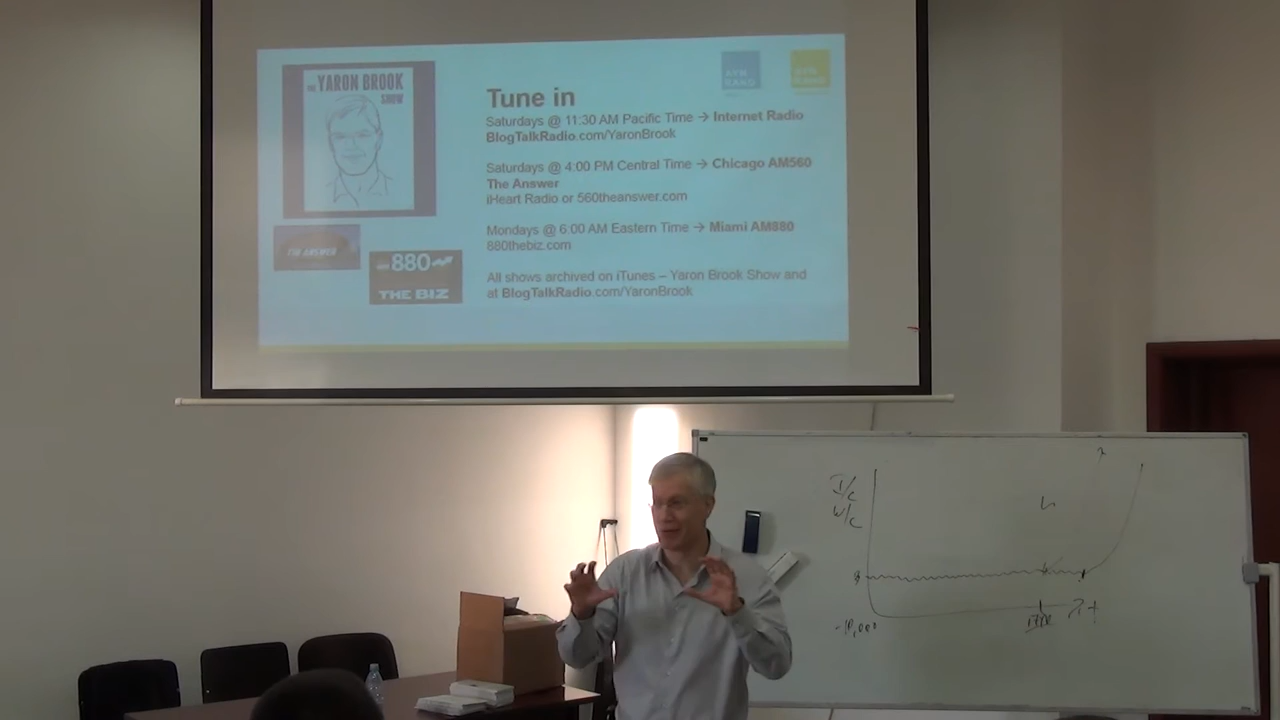 THE YARON BROOK
SHOW
AYN
RAND
Tune in
Saturdays @ 11:30 AM Pacific Time → Internet Radio
BlogTalkRadio.com/YaronBrook
Saturdays @ 4:00 PM Central Time → Chicago AM560
The Answer
iHeart Radio or 560theanswer.com
Mondays @ 6:00 AM Eastern Time → Miami AM880
880thebiz.com
All shows archived on iTunes – Yaron Brook Show and
at BlogTalkRadio.com/YaronBrook
THE ANSWER
880
THE BIZ
I/c
W/c
-10,000